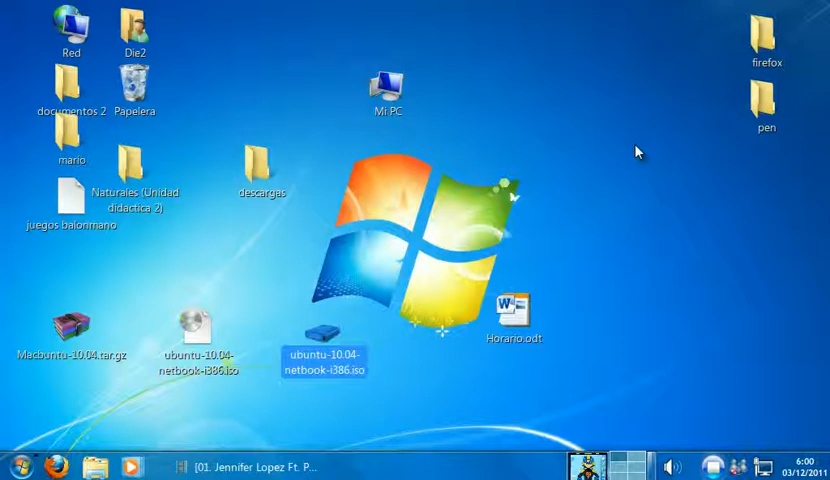 Red
Die2
firefox
documentos 2
Papelera
Mi PC
pen
mario
Naturales (Unidad
didactica 2)
descargas
juegos balonmano
Horario.odt
Macbuntu-10.04.tar.gz
ubuntu-10.04-
netbook-i386.iso
ubuntu-10.04-
netbook-i386.iso
[01. Jennifer Lopez Ft. P...
6:00
03/12/2011